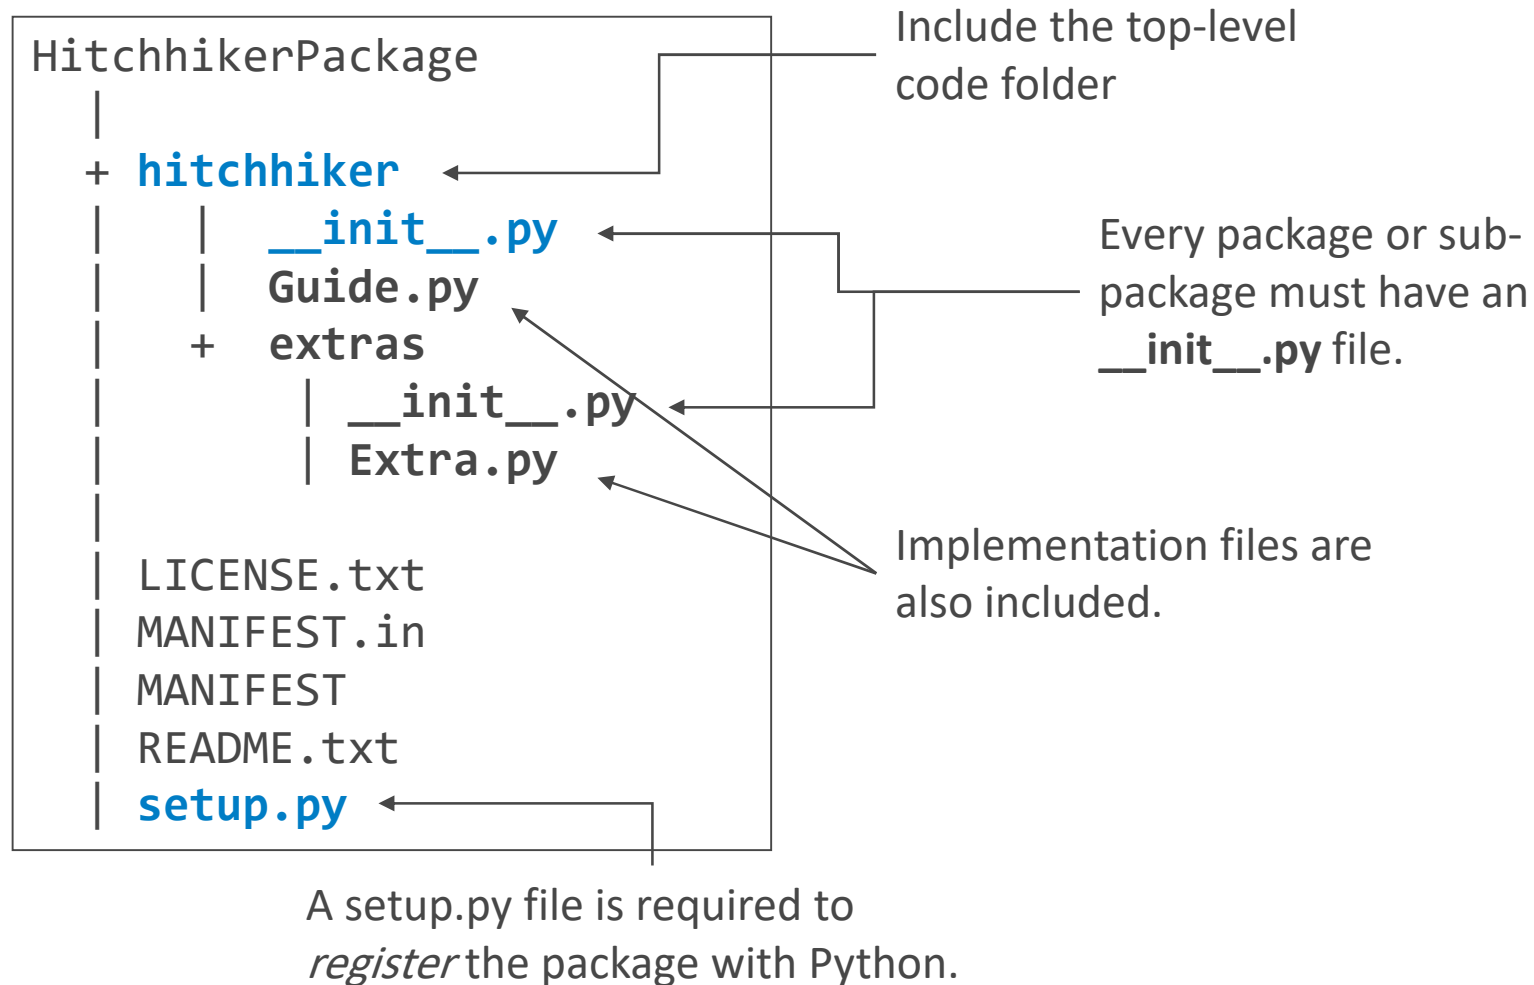 HitchhikerPackage
|
+ hitchhiker
| | __init__.py
| | Guide.py
| + extras
| | __init__.py
| | Extra.py
|
| LICENSE.txt
| MANIFEST.in
| MANIFEST
| README.txt
| setup.py
Include the top-level
code folder
Every package or sub-
package must have an
__init__.py file.
Implementation files are
also included.
A setup.py file is required to
register the package with Python.